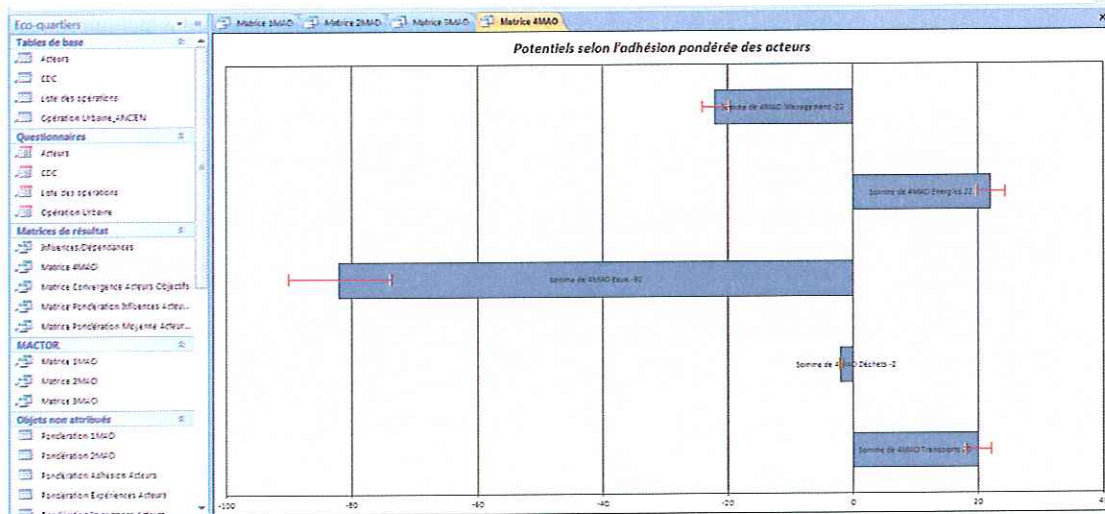 Eco-quartiers
Tables de base
Acteurs
CDC
Liste des opérations
Opération Urbaine_ANCIEN
Questionnaires
Acteurs
CDC
Liste des opérations
Opération Urbaine
Matrices de résultat
Influences/Dépendances
Matrice 4MAO
Matrice Convergence Acteurs Objectifs
Matrice Pondération Influences Acteu...
Matrice Pondération Moyenne Acteur...
MACTOR
Matrice 1MAO
Matrice 2MAO
Matrice 3MAO
Objets non attribués
Pondération 1MAO
Pondération 2MAO
Pondération Adhésion Acteurs
Pondération Expériences Acteurs
Matrice 1MAO Matrice 2MAO Matrice 3MAO Matrice 4MAO
Potentiels selon l'adhésion pondérée des acteurs
Somme de 4MAO Management -22
Somme de 4MAO Energies 22
Somme de 4MAO Eaux -82
Somme de 4MAO Déchets -2
Somme de 4MAO Transports
-100 -80 -60 -40 -20 0 20 40